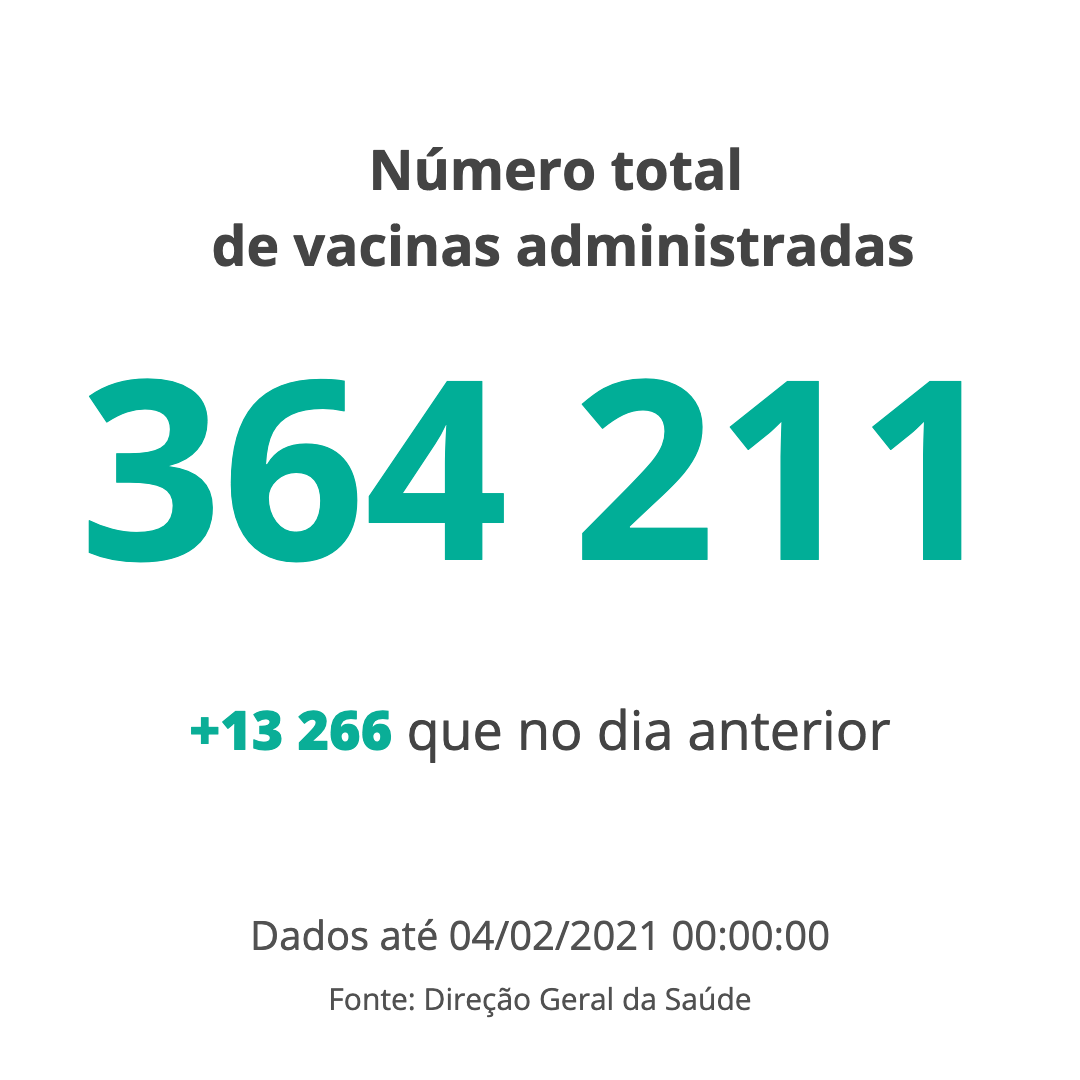 Número total
de vacinas administradas
364 211
+13 266 que no dia anterior
Dados até 04/02/2021 00:00:00
Fonte: Direção Geral da Saúde